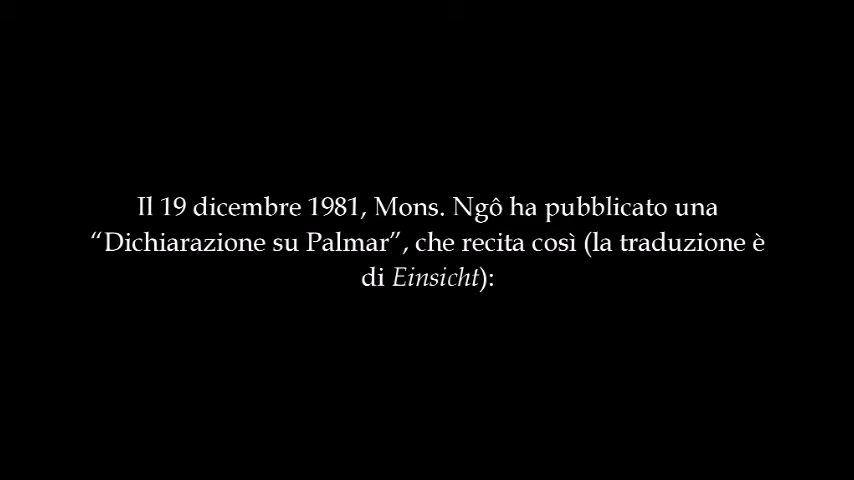 Il 19 dicembre 1981, Mons. Ngô ha pubblicato una
“Dichiarazione su Palmar”, che recita così (la traduzione è
di Einsicht):